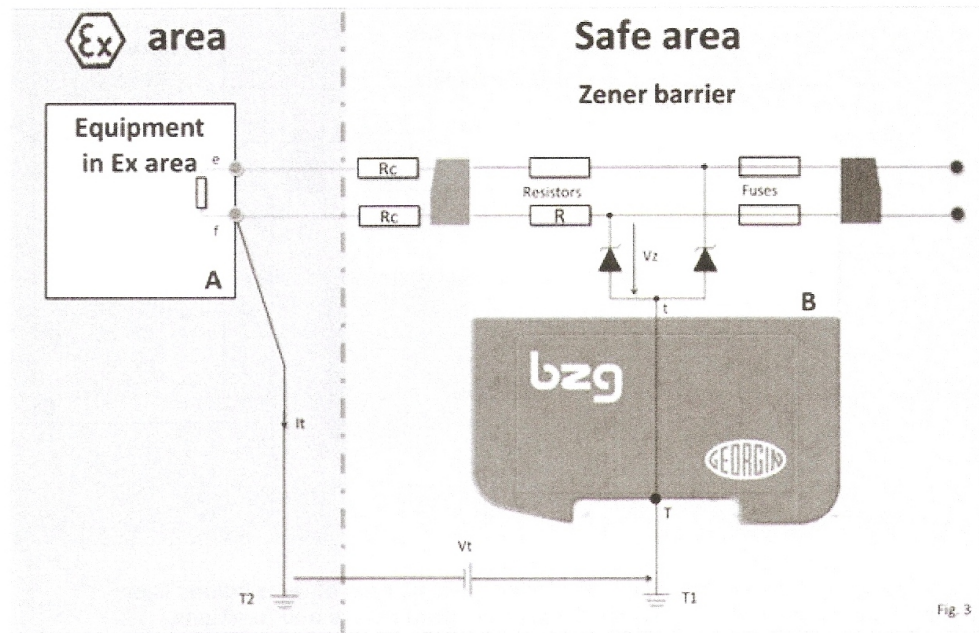 Ex area
Safe area
Zener barrier
Equipment
in Ex area
e
f
A
Rc
Rc
Resistors
R
Fuses
Vz
t
B
bzg
GEORGIN
T
It
Vt
T2
T1
Fig. 3